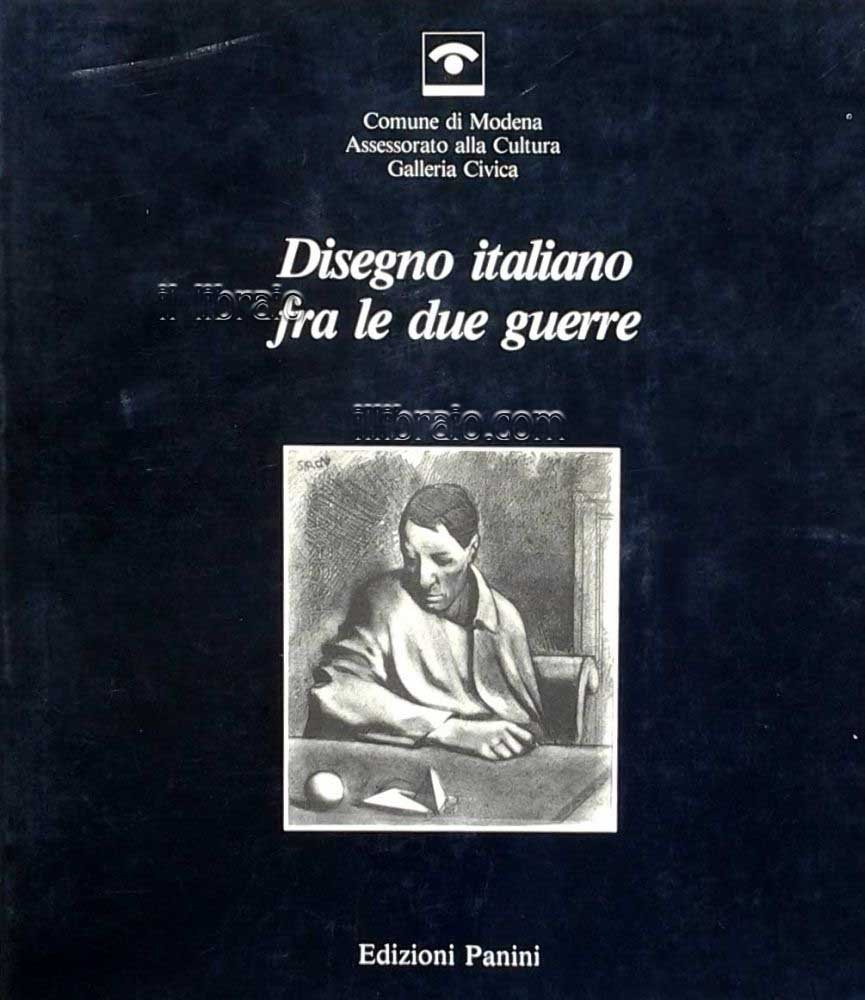 Comune di Modena
Assessorato alla Cultura
Galleria Civica
Disegno italiano
il libraio
fra le due guerre
illibraio.com
Edizioni Panini